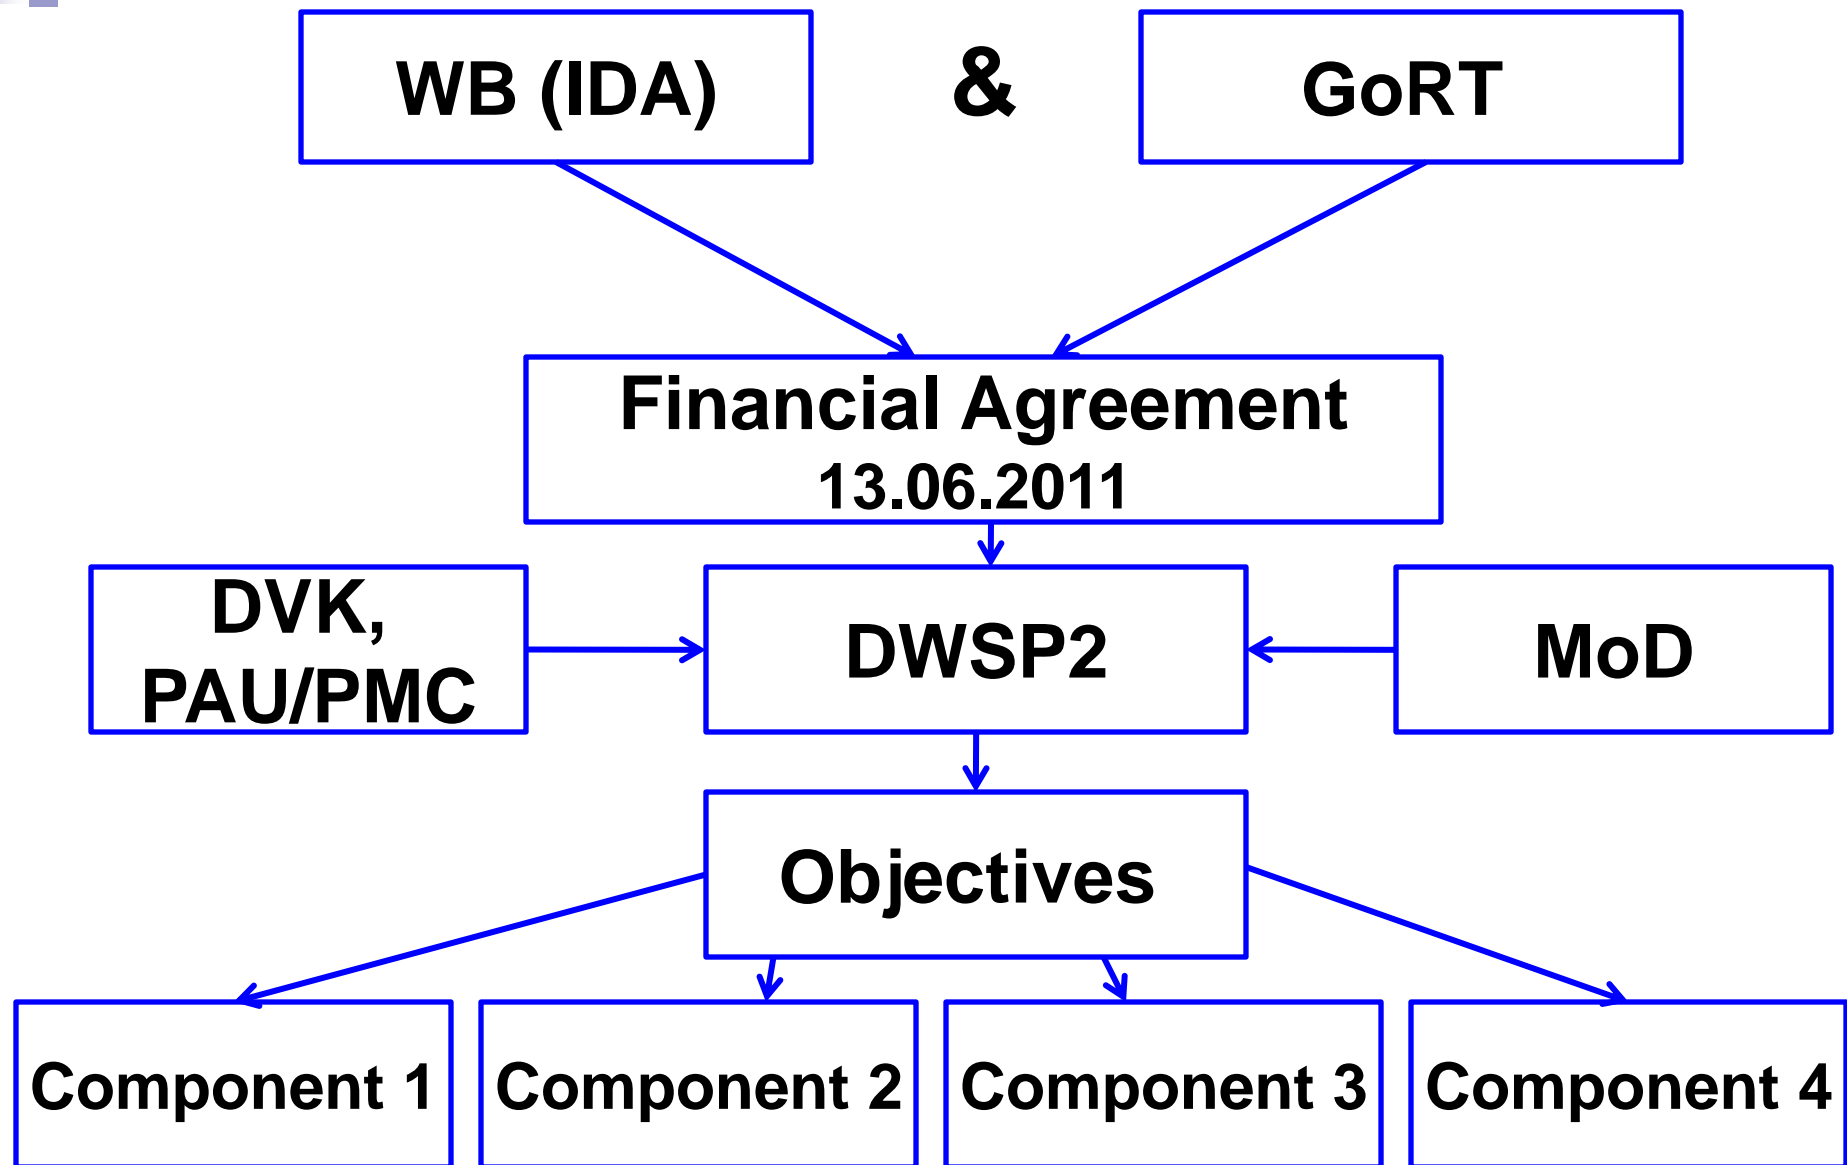 WB (IDA)
&
GoRT
Financial Agreement
13.06.2011
DVK,
PAU/PMC
DWSP2
MoD
Objectives
Component 1
Component 2
Component 3
Component 4